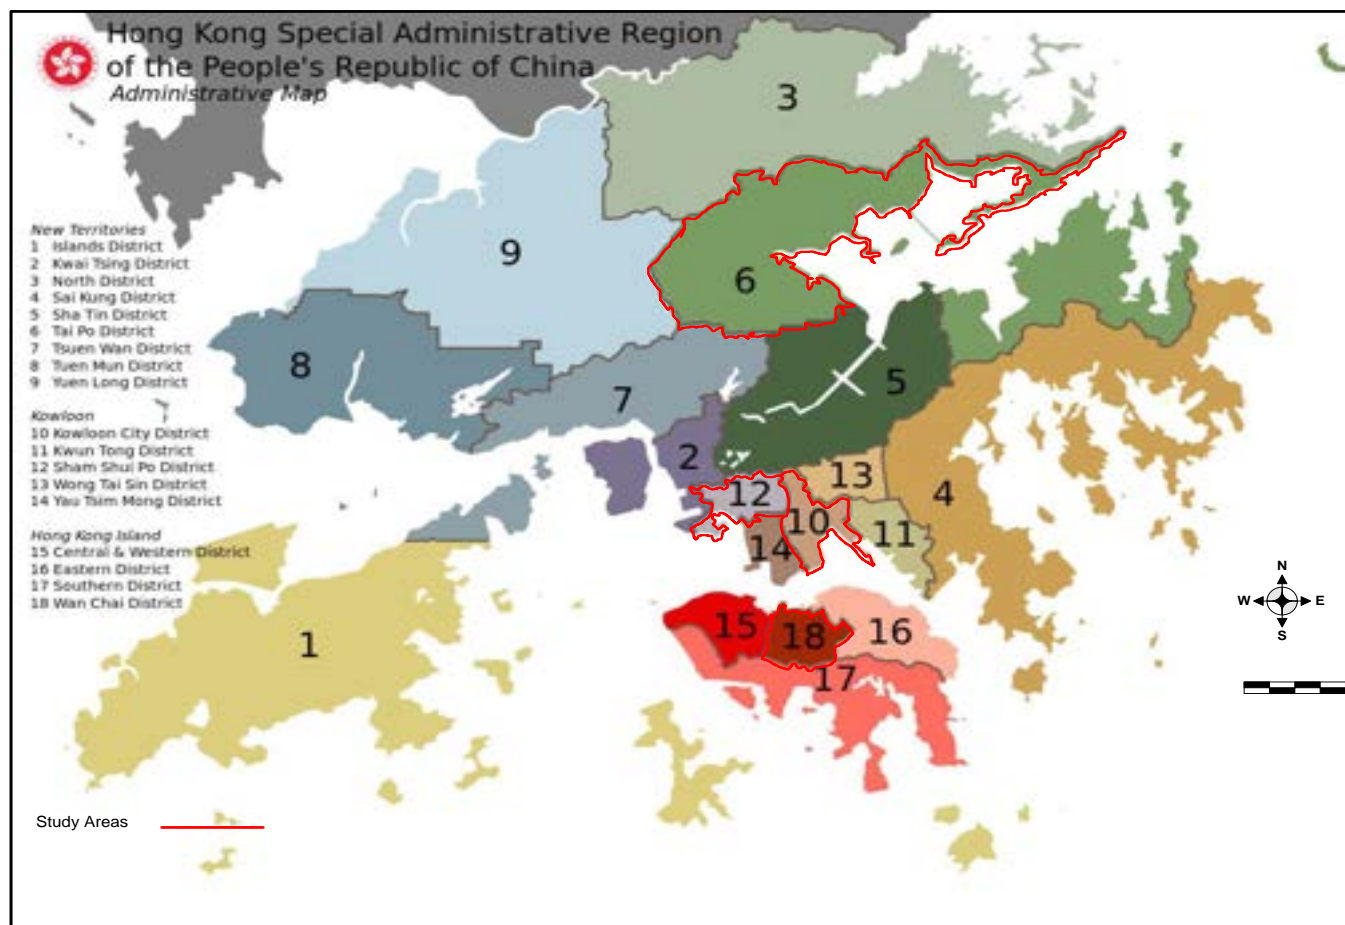 Hong Kong Special Administrative Region
of the People's Republic of China
Administrative Map
New Territories
1 Islands District
2 Kwai Tsing District
3 North District
4 Sai Kung District
5 Sha Tin District
6 Tai Po District
7 Tsuen Wan District
8 Tuen Mun District
9 Yuen Long District
Kowloon
10 Kowloon City District
11 Kwun Tong District
12 Sham Shui Po District
13 Wong Tai Sin District
14 Yau Tsim Mong District
Hong Kong Island
15 Central & Western District
16 Eastern District
17 Southern District
18 Wan Chai District
3
9
6
8
5
7
2
13
12
4
10
11
14
15
18
16
1
17
N
W E
S
Study Areas